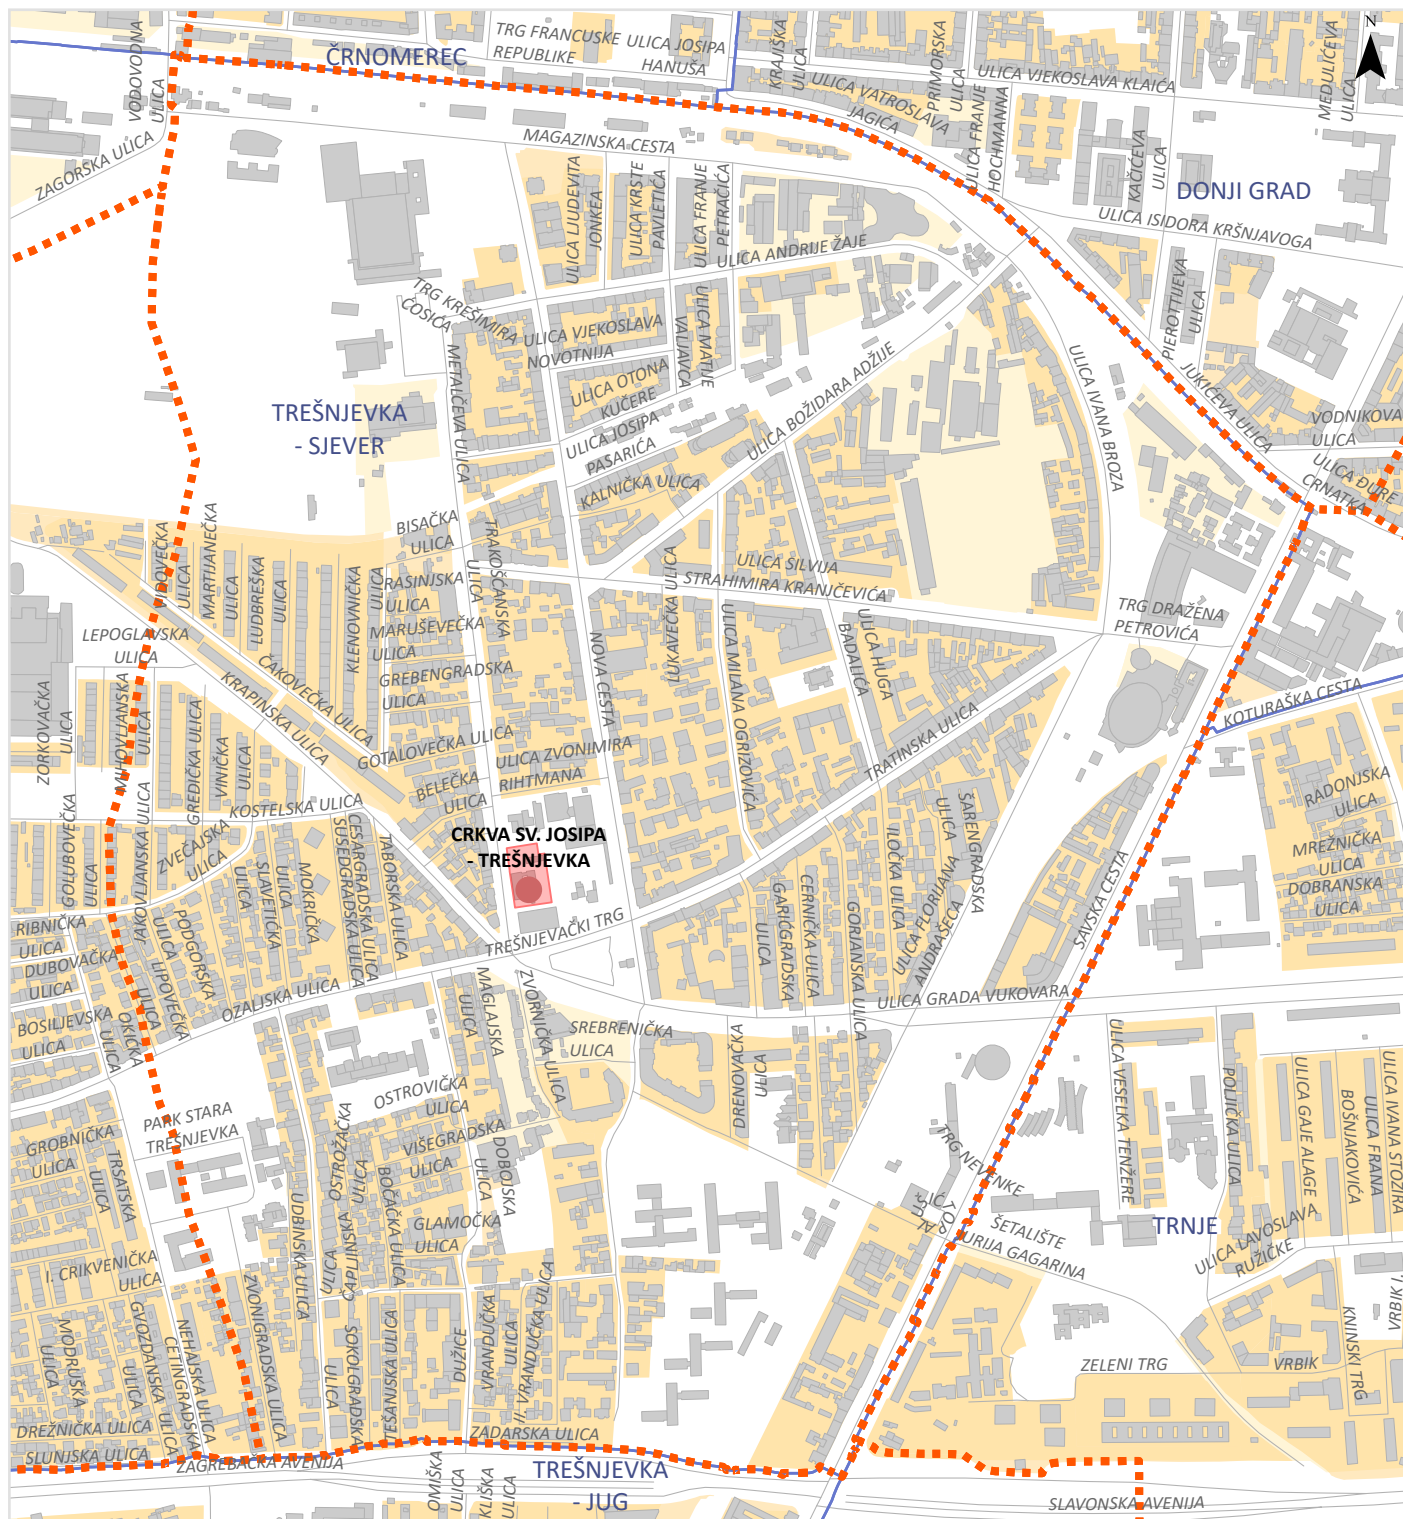 VODOVODNA
ULICA
ČRNOMEREC
TRG FRANCUSKE
REPUBLIKE
ULICA JOSIPA
HANUŠA
KRAJIŠKA
ULICA
PRIMORSKA
ULICA
ULICA VJEKOSLAVA KLAIĆA
MEDULIĆEVA
ULICA
N
ULICA VATROSLAVA
JAGIĆA
ULICA FRANJE
HOCHMANNA
KAČIĆEVA
ULICA
DONJI GRAD
ULICA ISIDORA KRŠNJAVOGA
ZAGORSKA ULICA
MAGAZINSKA CESTA
ULICA LJUDEVITA
JONKEA
ULICA KRSTE
PAVLETIĆA
ULICA FRANJE
PETRAČIĆA
ULICA ANDRIJE ŽAJE
TRG KREŠIMIRA
ĆOSIĆA
ULICA VJEKOSLAVA
NOVOTNIJA
ULICA MATIJE
VALJAVCA
METALČEVA ULICA
ULICA OTONA
KUČERE
ULICA JOSIPA
PASARIĆA
ULICA BOŽIDARA ADŽIJE
KALNIČKA ULICA
ULICA IVANA BROZA
PIEROTTIJEVA
ULICA
JUKIĆEVA ULICA
VODNIKOVA
ULICA
ULICA ĐURE
CRNATKA
TREŠNJEVKA
- SJEVER
BISAČKA
ULICA
TRAKOŠĆANSKA
ULICA
VIDOVEČKA
ULICA
MARTIJANEČKA
ULICA
LUDBREŠKA
ULICA
KLENOVNIČKA
ULICA
RASINJSKA
ULICA
MARUŠEVEČKA
ULICA
GREBENGRADSKA
ULICA
LEPOGLAVSKA
ULICA
ČAKOVEČKA ULICA
KRAPINSKA ULICA
GOTALOVEČKA ULICA
BELEČKA
ULICA
ULICA ZVONIMIRA
RIHTMANA
NOVA CESTA
LUKAVEČKA ULICA
ULICA SILVIJA
STRAHIMIRA KRANJČEVIĆA
ULICA MILANA OGRIZOVIĆA
ULICA HUGA
BADALIĆA
TRATINSKA ULICA
TRG DRAŽENA
PETROVIĆA
KOTURAŠKA CESTA
RADONJSKA
ULICA
MREŽNIČKA
ULICA
DOBRANSKA
ULICA
ZORKOVAČKA
ULICA
MIHOVLJANSKA
ULICA
GREDIČKA ULICA
VINIČKA
ULICA
KOSTELSKA ULICA
GOLUBOVEČKA
ULICA
JAKOVLJANSKA ULICA
ZVEČAJSKA
ULICA
SLAVETIĆKA
ULICA
MOKRIČKA
ULICA
CESARGRADSKA ULICA
SUSEDGRADSKA ULICA
TABORSKA ULICA
CRKVA SV. JOSIPA
- TREŠNJEVKA
TREŠNJEVAČKI TRG
GARIĆGRADSKA
ULICA
CERNIČKA ULICA
GORJANSKA ULICA
ILOČKA ULICA
ULICA FLORIJANA
ANDRAŠECA
ŠARENGRADSKA
ULICA
SAVSKA CESTA
ULICA GRADA VUKOVARA
RIBNIČKA
ULICA
DUBOVAČKA
ULICA
BOSILJEVSKA
ULICA
OKIĆKA
ULICA
LIPOVEČKA
ULICA
PODGORSKA
ULICA
OZALJSKA ULICA
MAGLAJSKA
ULICA
ZVORNIČKA ULICA
SREBRENIČKA
ULICA
DRENOVAČKA
ULICA
OSTROVIČKA
ULICA
VIŠEGRADSKA
ULICA
DOBOJSKA
ULICA
GLAMOČKA
ULICA
PARK STARA
TREŠNJEVKA
GROBNIČKA
ULICA
TRSATSKA
ULICA
I. CRIKVENIČKA
ULICA
UDBINSKA ULICA
OSTROŽAČKA
ULICA
ČAPLJINSKA ULICA
BOČAČKA ULICA
ZVONIGRADSKA ULICA
NEHAJSKA ULICA
CETINGRADSKA
GVOZDANSKA ULICA
ULICA
MODRUŠKA
ULICA
DREŽNIČKA ULICA
SLUNJSKA ULICA
ZAGREBAČKA AVENIJA
SOKOLGRADSKA
ULICA
TEŠANJSKA ULICA
DUŽICE
VRANDUČKA
ULICA
II. VRANDUČKA ULICA
ZADARSKA ULICA
TREŠNJEVKA
- JUG
OMIŠKA
ULICA
KLIŠKA
ULICA
TRG NEVENKE
TOPALUŠIĆ
ŠETALIŠTE
JURIJA GAGARINA
ULICA VESELKA TENŽERE
POLJIČKA ULICA
TRNJE
ULICA LAVOSLAVA
RUŽIČKE
ULICA GAJE ALAGE
ULICA FRANA
BOŠNJAKOVIĆA
ULICA IVANA STOŽIRA
ZELENI TRG
VRBIK
KNINSKI TRG
VRBIK I.
SLAVONSKA AVENIJA